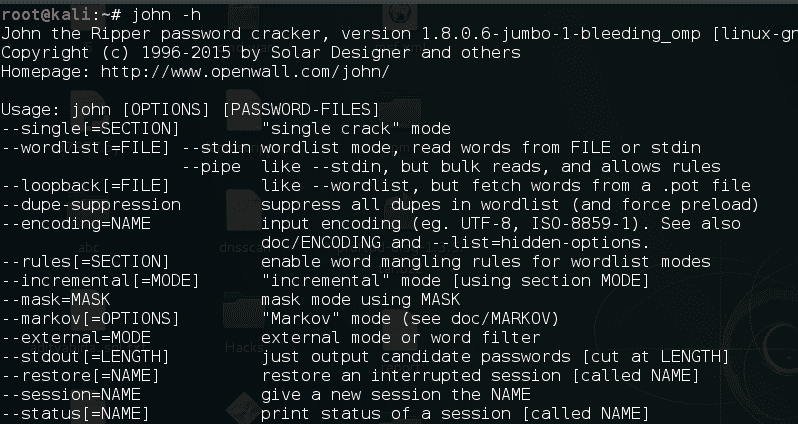 root@kali:~# john -h
John the Ripper password cracker, version 1.8.0.6-jumbo-1-bleeding_omp [linux-gn
Copyright (c) 1996-2015 by Solar Designer and others
Homepage: http://www.openwall.com/john/
Usage: john [OPTIONS] [PASSWORD-FILES]
--single[=SECTION]        "single crack" mode
--wordlist[=FILE] --stdin wordlist mode, read words from FILE or stdin
                  --pipe  like --stdin, but bulk reads, and allows rules
--loopback[=FILE]         like --wordlist, but fetch words from a .pot file
--dupe-suppression        suppress all dupes in wordlist (and force preload)
--encoding=NAME           input encoding (eg. UTF-8, ISO-8859-1). See also
                          doc/ENCODING and --list=hidden-options.
--rules[=SECTION]         enable word mangling rules for wordlist modes
--incremental[=MODE]      "incremental" mode [using section MODE]
--mask=MASK               mask mode using MASK
--markov[=OPTIONS]        "Markov" mode (see doc/MARKOV)
--external=MODE           external mode or word filter
--stdout[=LENGTH]         just output candidate passwords [cut at LENGTH]
--restore[=NAME]          restore an interrupted session [called NAME]
--session=NAME            give a new session the NAME
--status[=NAME]           print status of a session [called NAME]
abc
Hacks